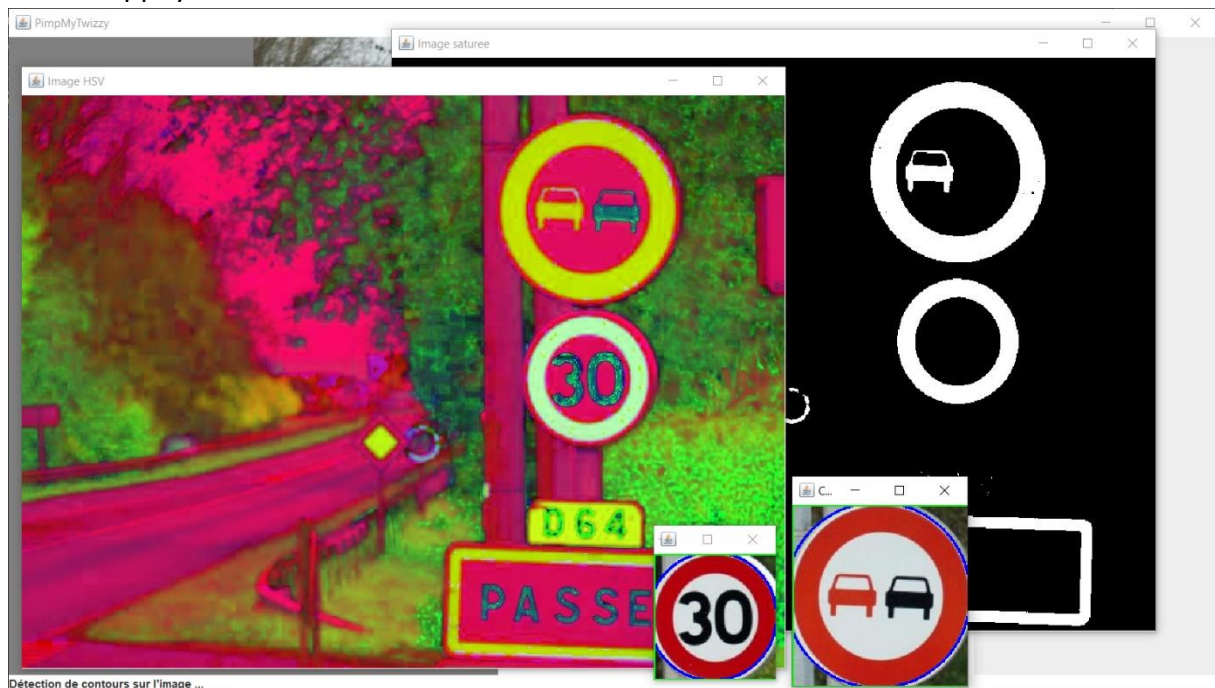 PimpMyTwizzy
Image saturee
Image HSV
30
D64
PASSE
C...
30
Détection de contours sur l'image ...